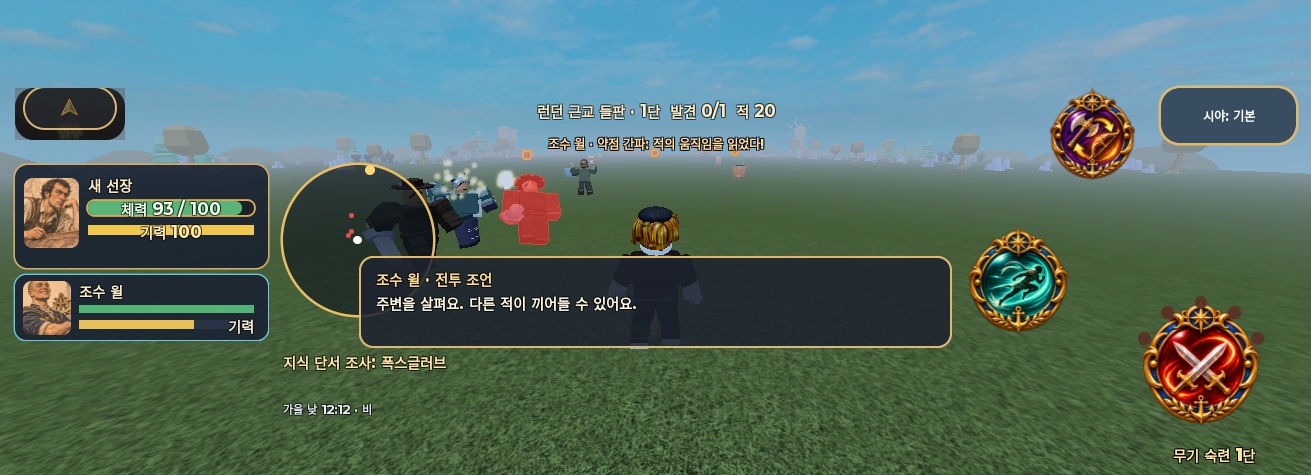 런던 근교 들판 · 1단 발견 0/1 적 20
조수 월 · 약점 간파: 적의 움직임을 읽었다!
시야: 기본
새 선장
체력 93 / 100
기력 100
조수 월
기력
조수 월 · 전투 조언
주변을 살펴요. 다른 적이 끼어들 수 있어요.
지식 단서 조사: 폭스글러브
가을 낮 12:12 · 비
무기 숙련 1단